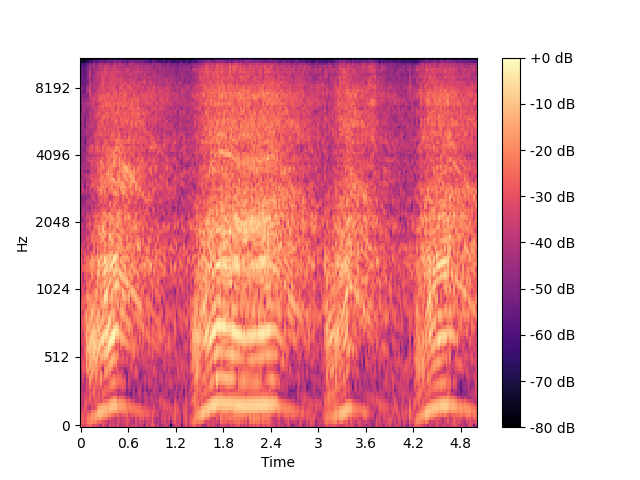 8192
4096
2048
1024
512
0
Hz
0 0.6 1.2 1.8 2.4 3 3.6 4.2 4.8
Time
+0 dB
-10 dB
-20 dB
-30 dB
-40 dB
-50 dB
-60 dB
-70 dB
-80 dB